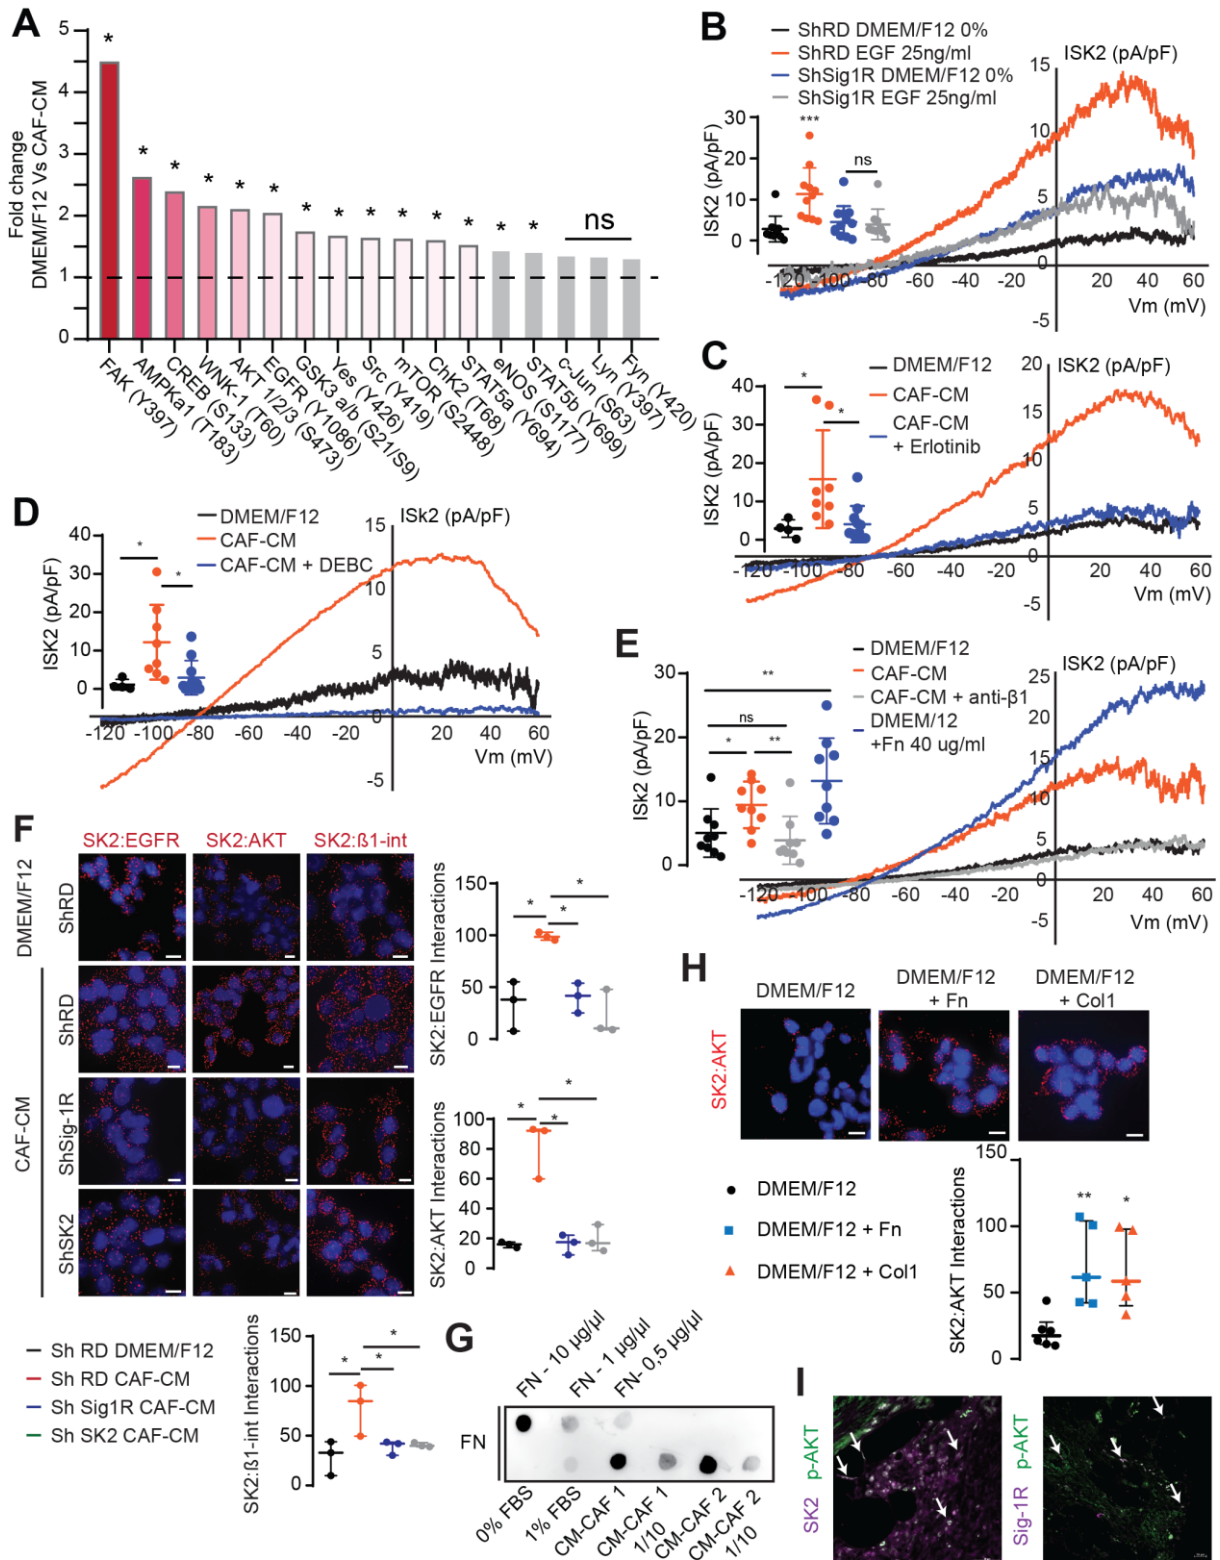 A
5
4
3
2
1
0
Fold change
DMEM/F12 Vs CAF-CM
*
*
*
*
*
*
*
*
*
*
*
*
*
*
ns
FAK (Y397)
AMPKa1 (T183)
CREB (S133)
WNK-1 (T60)
AKT 1/2/3 (S473)
EGFR (Y1086)
GSK3 a/b (S21/S9)
Yes (Y426)
Src (Y419)
mTOR (S2448)
ChK2 (T68)
STAT5a (Y694)
eNOS (S1177)
STAT5b (Y699)
c-Jun (S63)
Lyn (Y397)
Fyn (Y420)
B
ShRD DMEM/F12 0%
ShRD EGF 25ng/ml
ShSig1R DMEM/F12 0%
ShSig1R EGF 25ng/ml
ISK2 (pA/pF)
30
20
10
0
***
ns
ISK2 (pA/pF)
15
10
5
0
-5
-120 -100 -80 -60 -40 -20 20 40 60
Vm (mV)
C
DMEM/F12
CAF-CM
CAF-CM
+ Erlotinib
ISK2 (pA/pF)
40
30
20
10
0
*
*
ISK2 (pA/pF)
20
15
10
5
0
-5
-120 -100 -80 -60 -40 -20 20 40 60
Vm (mV)
D
DMEM/F12
CAF-CM
CAF-CM + DEBC
ISK2 (pA/pF)
40
30
20
10
0
*
*
ISk2 (pA/pF)
15
10
5
0
-5
-120 -100 -80 -60 -40 -20 20 40 60
Vm (mV)
E
DMEM/F12
CAF-CM
CAF-CM + anti-β1
DMEM/12
+Fn 40 ug/ml
ISk2 (pA/pF)
30
20
10
0
**
ns
*
**
ISK2 (pA/pF)
25
20
15
10
5
0
-5
-120 -100 -80 -60 -40 -20 20 40 60
Vm (mV)
F
SK2:EGFR SK2:AKT SK2:ß1-int
DMEM/F12
ShRD
CAF-CM
ShRD
ShSig-1R
ShSK2
SK2:EGFR Interactions
150
100
50
0
*
*
*
SK2:AKT Interactions
100
80
60
40
20
0
*
*
*
Sh RD DMEM/F12
Sh RD CAF-CM
Sh Sig1R CAF-CM
Sh SK2 CAF-CM
SK2:ß1-int Interactions
150
100
50
0
*
*
*
G
FN - 10 µg/µl
FN - 1 µg/µl
FN- 0,5 µg/µl
FN
0% FBS
1% FBS
CM-CAF 1
CM-CAF 1
1/10
CM-CAF 2
CM-CAF 2
1/10
H
DMEM/F12
DMEM/F12
+ Fn
DMEM/F12
+ Col1
SK2:AKT
DMEM/F12
DMEM/F12 + Fn
DMEM/F12 + Col1
SK2:AKT Interactions
150
100
50
0
**
*
I
SK2 p-AKT
Sig-1R p-AKT